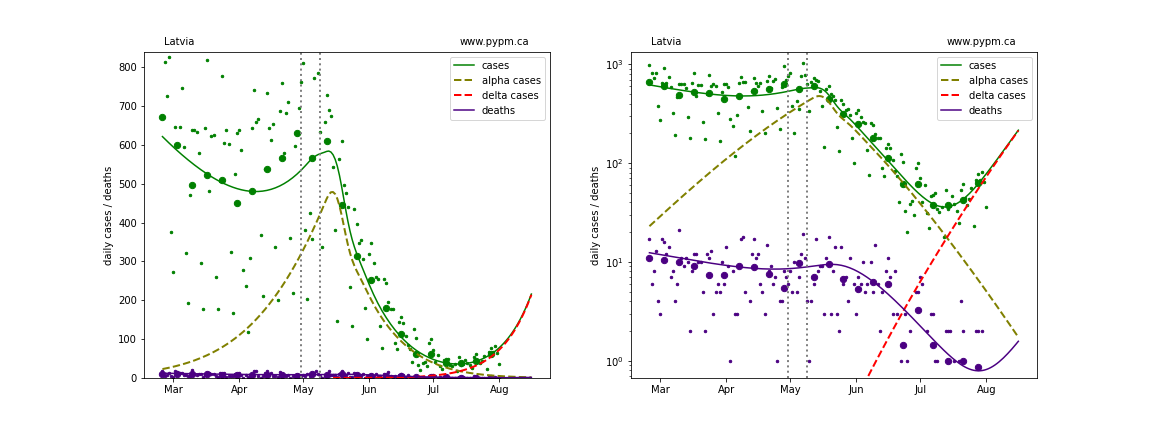 Latvia
www.pypm.ca
800
700
600
500
400
300
200
100
0
daily cases / deaths
cases
alpha cases
delta cases
deaths
Mar
Apr
May
Jun
Jul
Aug
Latvia
www.pypm.ca
10³
10²
10¹
10⁰
daily cases / deaths
cases
alpha cases
delta cases
deaths
Mar
Apr
May
Jun
Jul
Aug